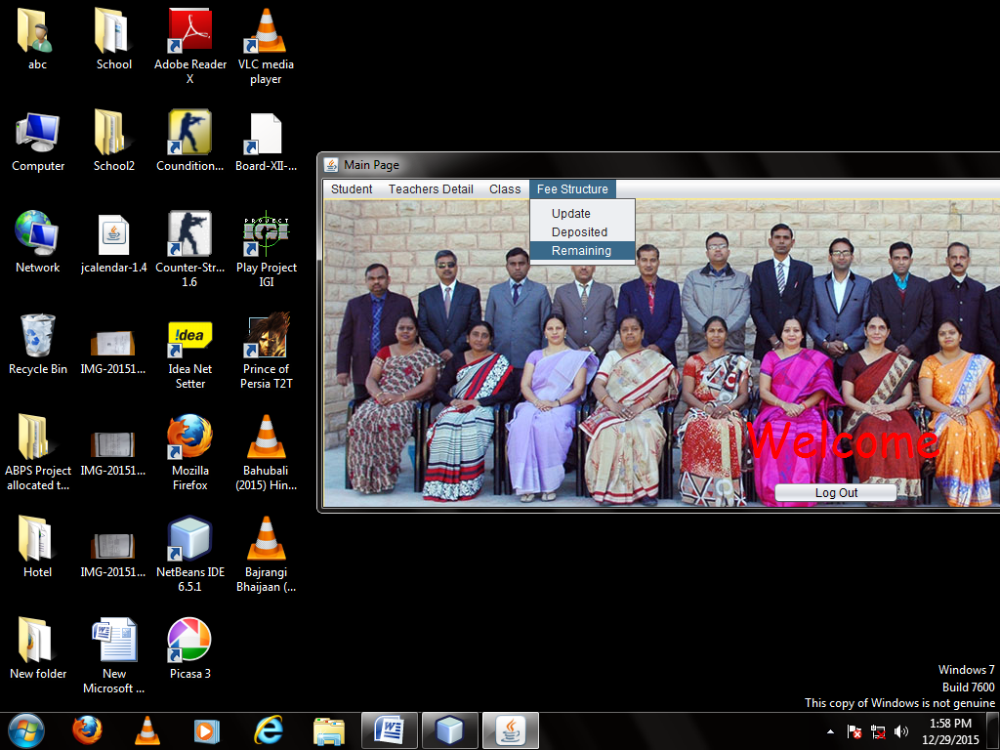 abc
School
Adobe Reader
X
VLC media
player
Computer
School2
Coundition...
Board-XII-...
Network
jcalendar-1.4
Counter-Str...
1.6
PROJECT
IGI
Play Project
IGI
Recycle Bin
IMG-20151...
!dea
Idea Net
Setter
Prince of
Persia T2T
ABPS Project
allocated t...
IMG-20151...
Mozilla
Firefox
Bahubali
(2015) Hin...
Hotel
IMG-20151...
NetBeans IDE
6.5.1
Bajrangi
Bhaijaan (...
New folder
New
Microsoft ...
Picasa 3
Main Page
Student Teachers Detail Class Fee Structure
Update
Deposited
Remaining
Welcome
Log Out
Windows 7
Build 7600
This copy of Windows is not genuine
1:58 PM
12/29/2015